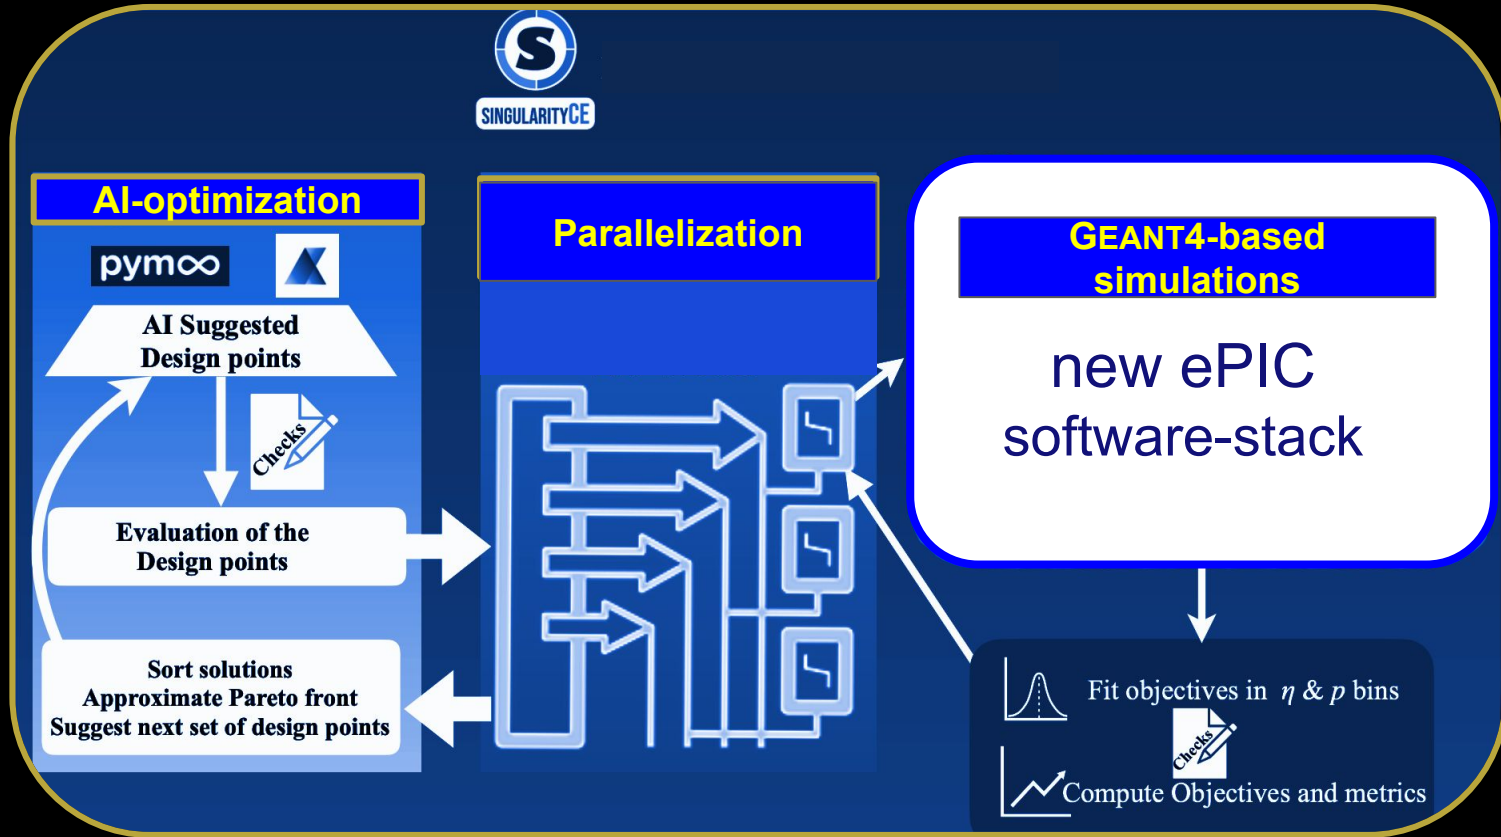 S
SINGULARITYCE
AI-optimization
pymoo
AI Suggested
Design points
Checks
Evaluation of the
Design points
Sort solutions
Approximate Pareto front
Suggest next set of design points
Parallelization
GEANT4-based
simulations
new ePIC
software-stack
Fit objectives in η & p bins
Checks
Compute Objectives and metrics